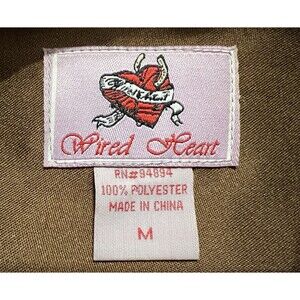 Wired Heart
RN#94894
100% POLYESTER
MADE IN CHINA
M